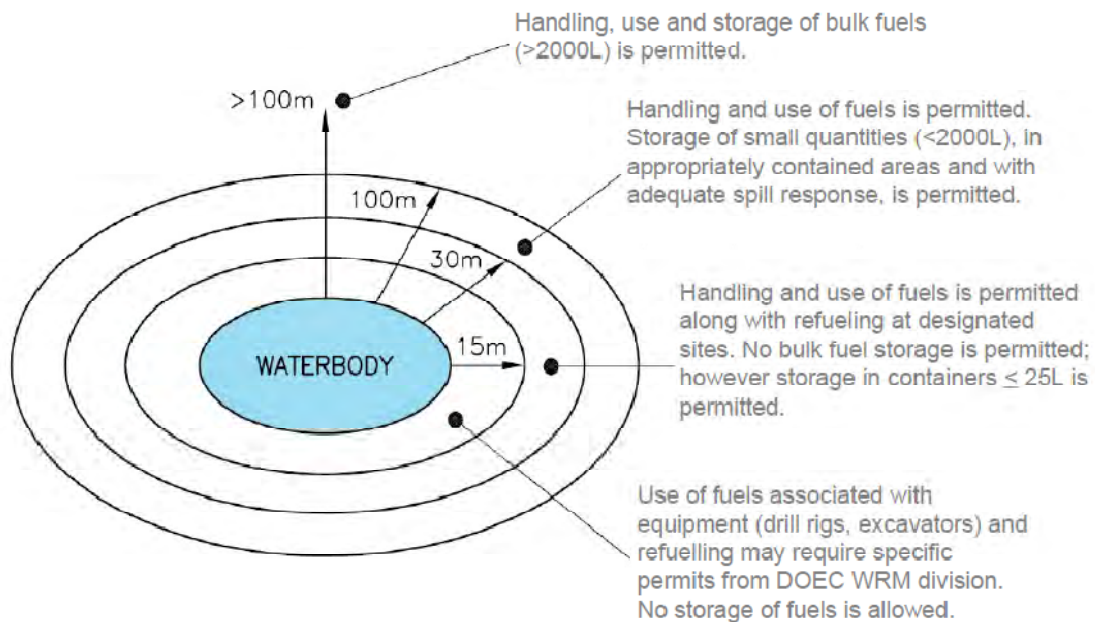 Handling, use and storage of bulk fuels
(>2000L) is permitted.
>100m
Handling and use of fuels is permitted.
Storage of small quantities (<2000L), in
appropriately contained areas and with
adequate spill response, is permitted.
100m
30m
Handling and use of fuels is permitted
along with refueling at designated
sites. No bulk fuel storage is permitted;
however storage in containers ≤ 25L is
permitted.
15m
WATERBODY
Use of fuels associated with
equipment (drill rigs, excavators) and
refuelling may require specific
permits from DOEC WRM division.
No storage of fuels is allowed.